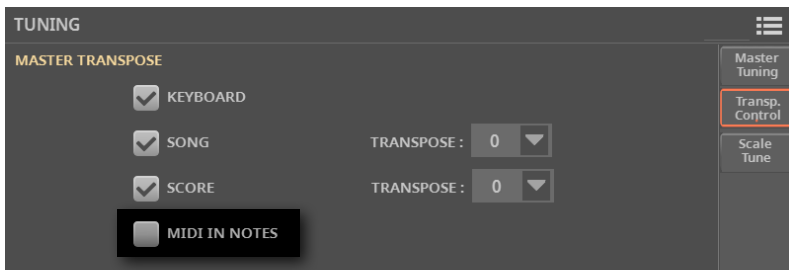 TUNING
MASTER TRANSPOSE
KEYBOARD
SONG TRANSPOSE : 0
SCORE TRANSPOSE : 0
MIDI IN NOTES
Master
Tuning
Transp.
Control
Scale
Tune